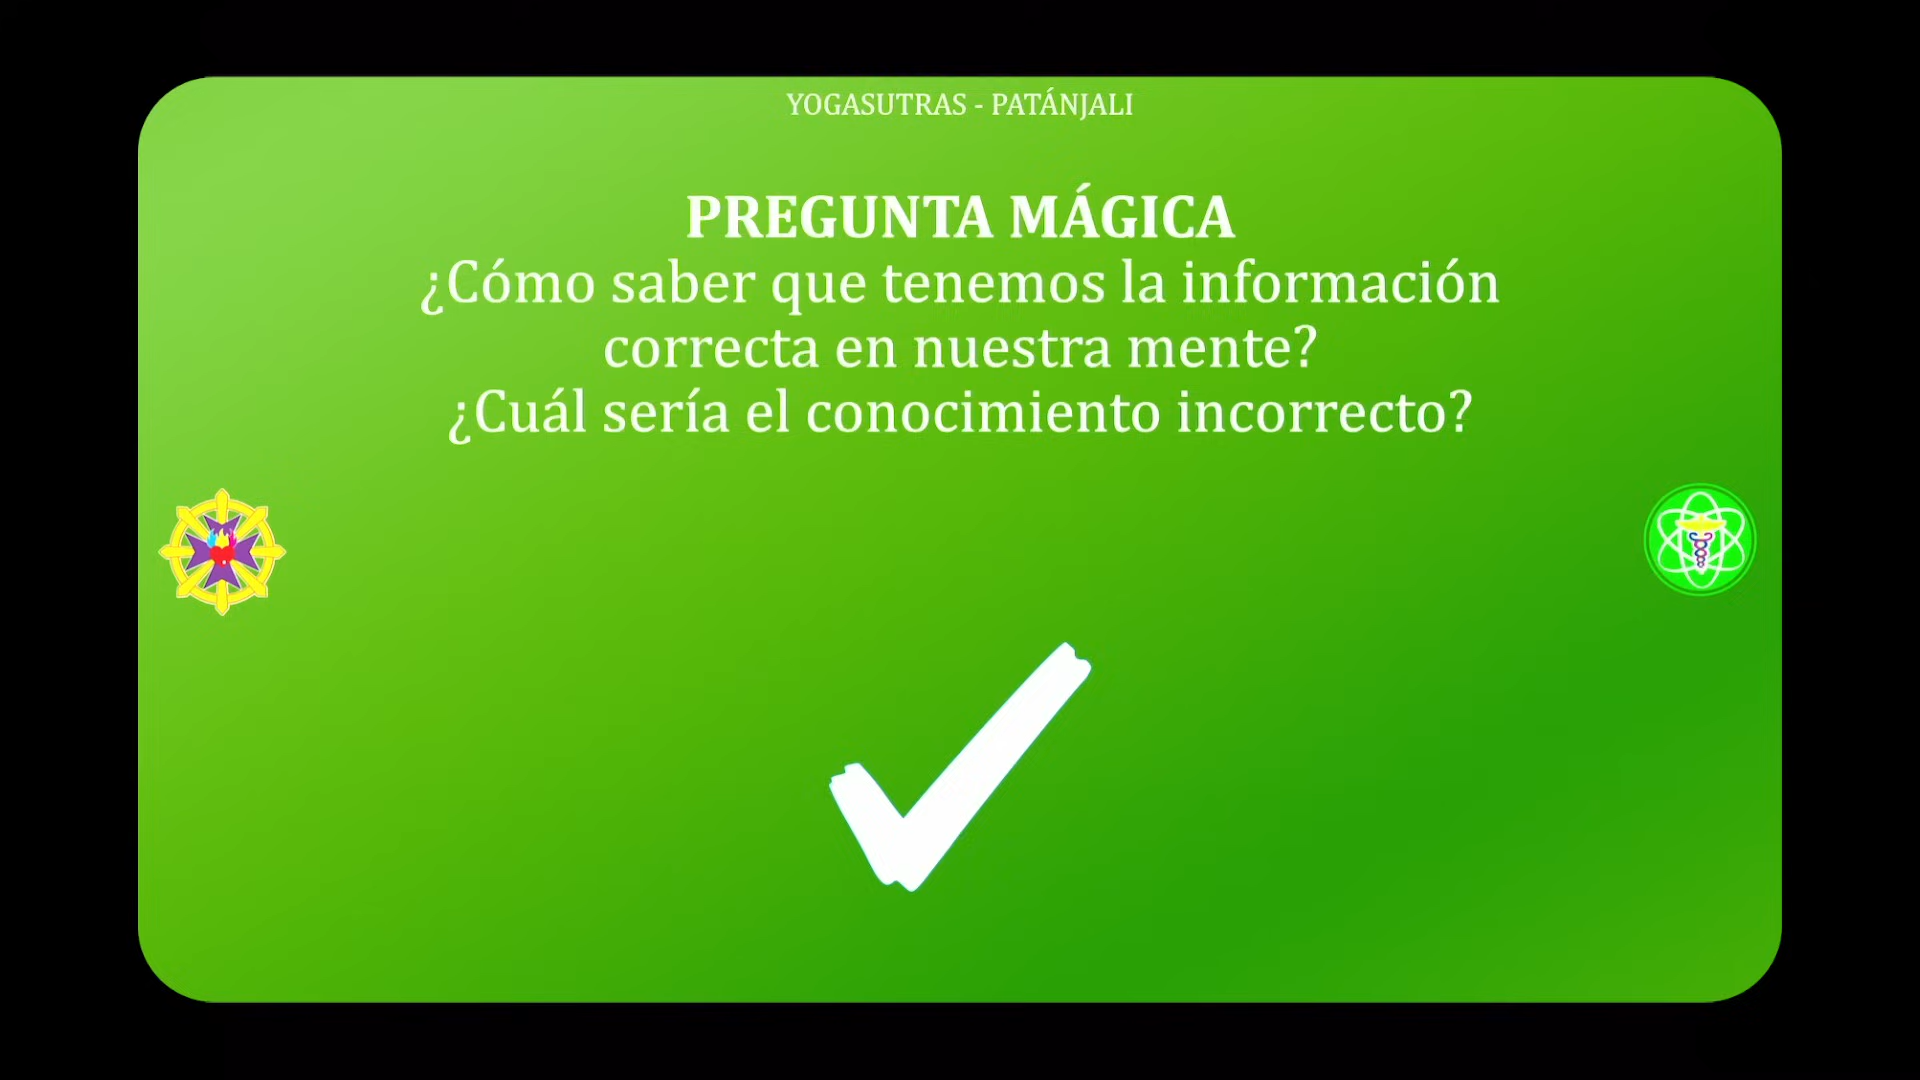 YOGASUTRAS - PATÁNJALI
PREGUNTA MÁGICA
¿Cómo saber que tenemos la información
correcta en nuestra mente?
¿Cuál sería el conocimiento incorrecto?